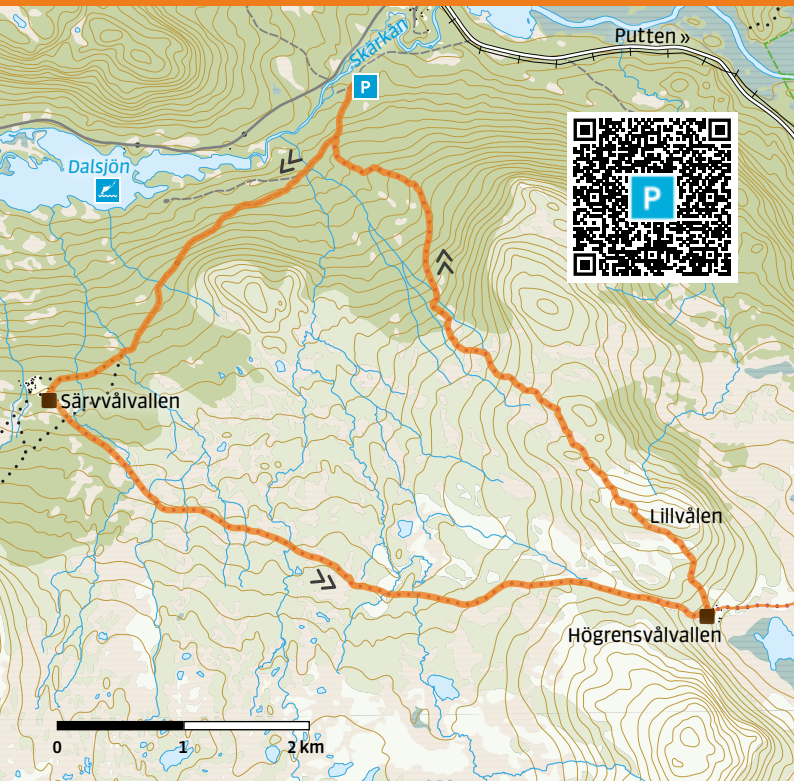 Putten »
Skärkån
P
P
Dalsjön
Särvvålvallen
Lillvålen
Högrensvålvallen
0 1 2 km